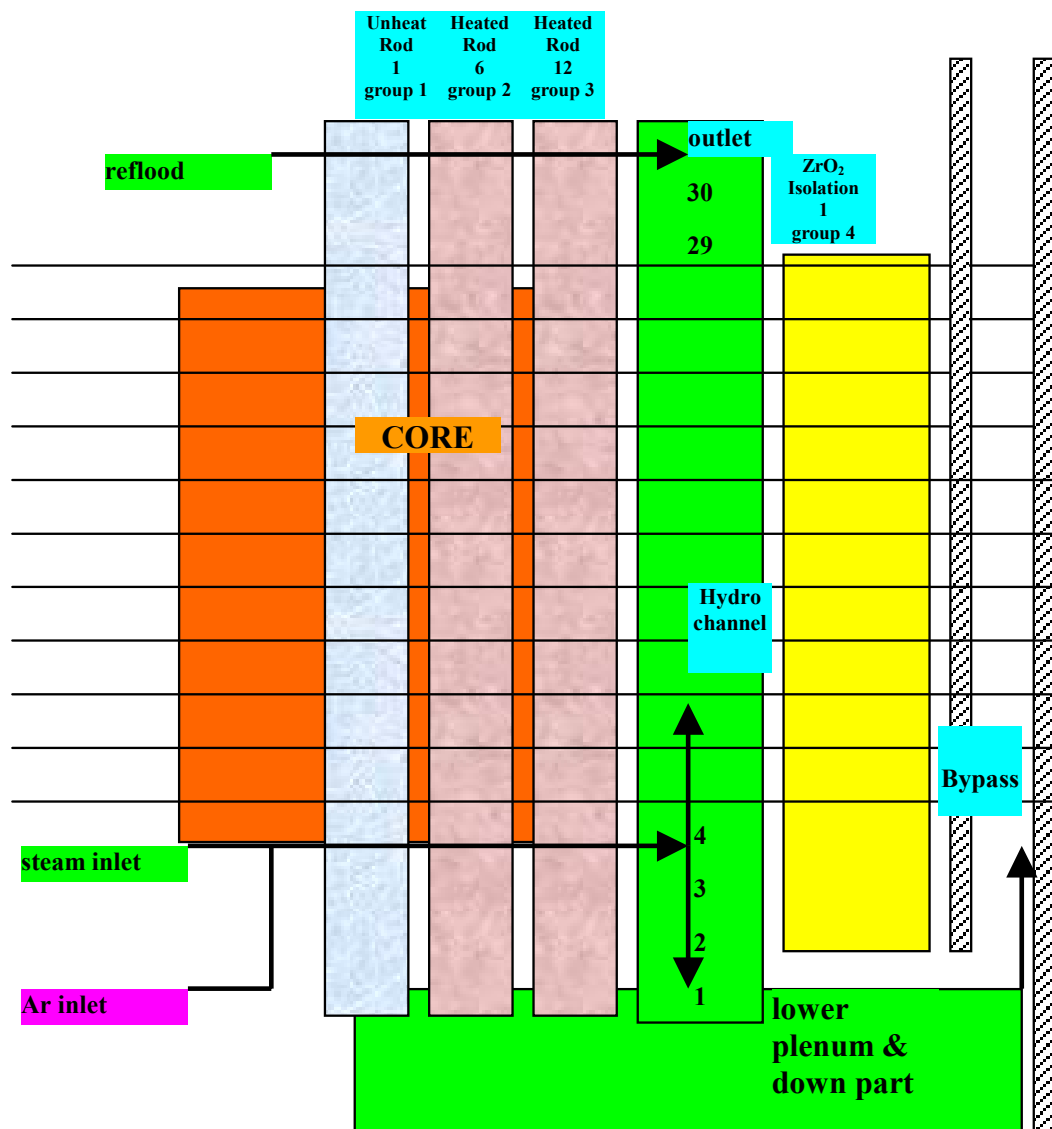 Unheat
Rod
1
group 1
Heated
Rod
6
group 2
Heated
Rod
12
group 3
outlet
reflood
ZrO₂
Isolation
1
group 4
30
29
CORE
Hydro
channel
Bypass
4
steam inlet
3
2
1
Ar inlet
lower
plenum &
down part